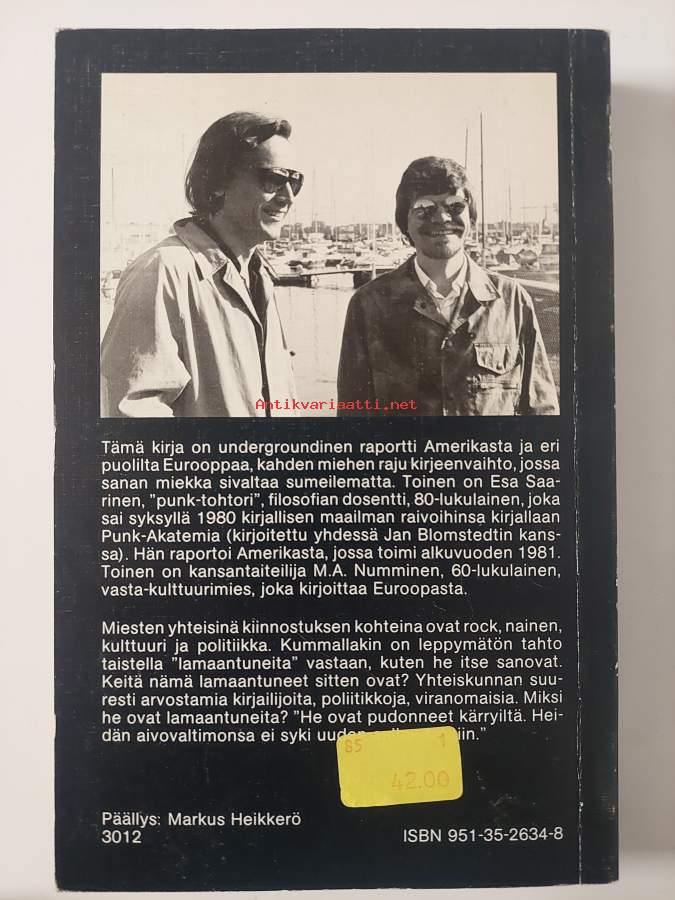 Antikvariaatti.net
Tämä kirja on undergroundinen raportti Amerikasta ja eri
puolilta Eurooppaa, kahden miehen raju kirjeenvaihto, jossa
sanan miekka sivaltaa sumeilematta. Toinen on Esa Saa-
rinen, "punk-tohtori", filosofian dosentti, 80-lukulainen, joka
sai syksyllä 1980 kirjallisen maailman raivoihinsa kirjallaan
Punk-Akatemia (kirjoitettu yhdessä Jan Blomstedtin kans-
sa). Hän raportoi Amerikasta, jossa toimi alkuvuoden 1981.
Toinen on kansantaiteilija M.A. Numminen, 60-lukulainen,
vasta-kulttuurimies, joka kirjoittaa Euroopasta.
Miesten yhteisinä kiinnostuksen kohteina ovat rock, nainen,
kulttuuri ja politiikka. Kummallakin on leppymätön tahto
taistella "lamaantuneita" vastaan, kuten he itse sanovat.
Keitä nämä lamaantuneet sitten ovat? Yhteiskunnan suu-
resti arvostamia kirjailijoita, poliitikkoja, viranomaisia. Miksi
he ovat lamaantuneita? "He ovat pudonneet kärryiltä. Hei-
dän aivovaltimonsa ei syki
85 1
42.00
Päällys: Markus Heikkerö
3012
ISBN 951-35-2634-8